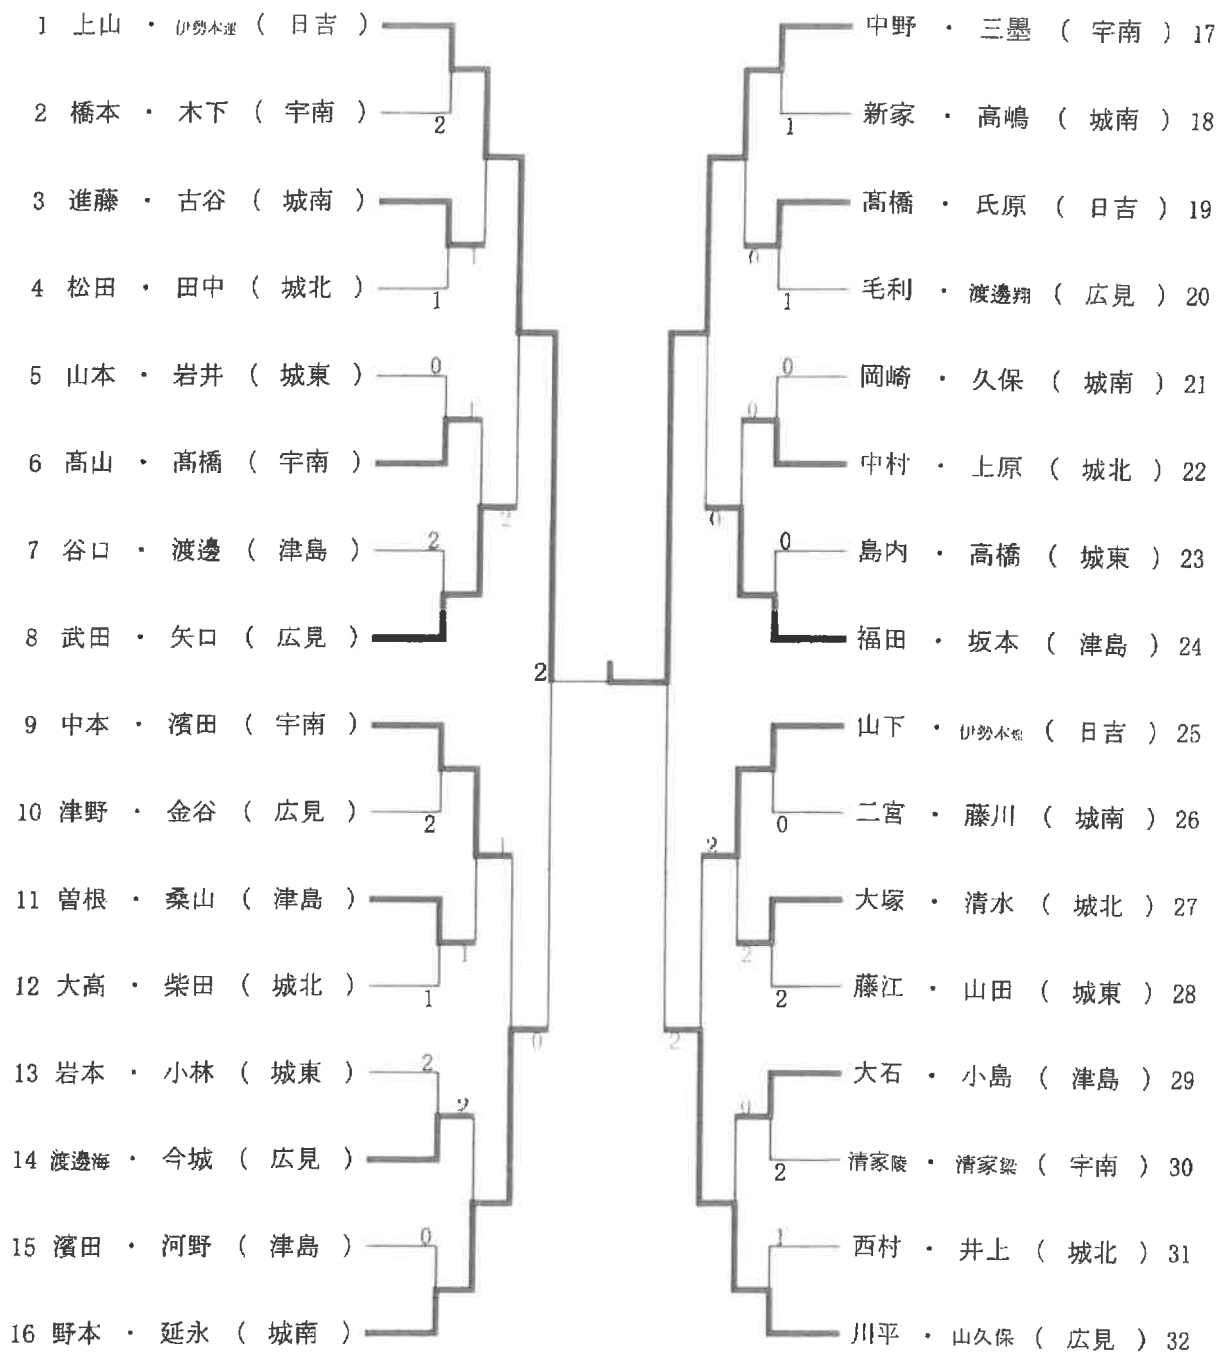 1 上山 ・ 伊勢本運 ( 日吉 )
2
2 橋本 ・ 木下 ( 宇南 )
3 進藤 ・ 古谷 ( 城南 )
1
4 松田 ・ 田中 ( 城北 )
1
5 山本 ・ 岩井 ( 城東 )
0
1
6 髙山 ・ 髙橋 ( 宇南 )
2
7 谷口 ・ 渡邊 ( 津島 )
2
8 武田 ・ 矢口 ( 広見 )
2
9 中本 ・ 濱田 ( 宇南 )
10 津野 ・ 金谷 ( 広見 )
2
1
11 曽根 ・ 桑山 ( 津島 )
1
12 大高 ・ 柴田 ( 城北 )
1
0
13 岩本 ・ 小林 ( 城東 )
2
2
14 渡邊海 ・ 今城 ( 広見 )
15 濱田 ・ 河野 ( 津島 )
0
16 野本 ・ 延永 ( 城南 )
中野 ・ 三墨 ( 宇南 ) 17
1
新家 ・ 高嶋 ( 城南 ) 18
髙橋 ・ 氏原 ( 日吉 ) 19
0
1
毛利 ・ 渡邊翔 ( 広見 ) 20
0
岡崎 ・ 久保 ( 城南 ) 21
0
中村 ・ 上原 ( 城北 ) 22
0
0
島内 ・ 高橋 ( 城東 ) 23
福田 ・ 坂本 ( 津島 ) 24
山下 ・ ( 日吉 ) 25
0
二宮 ・ 藤川 ( 城南 ) 26
2
大塚 ・ 清水 ( 城北 ) 27
2
2
藤江 ・ 山田 ( 城東 ) 28
2
大石 ・ 小島 ( 津島 ) 29
0
2
清家陵 ・ 清家梁 ( 宇南 ) 30
1
西村 ・ 井上 ( 城北 ) 31
川平 ・ 山久保 ( 広見 ) 32